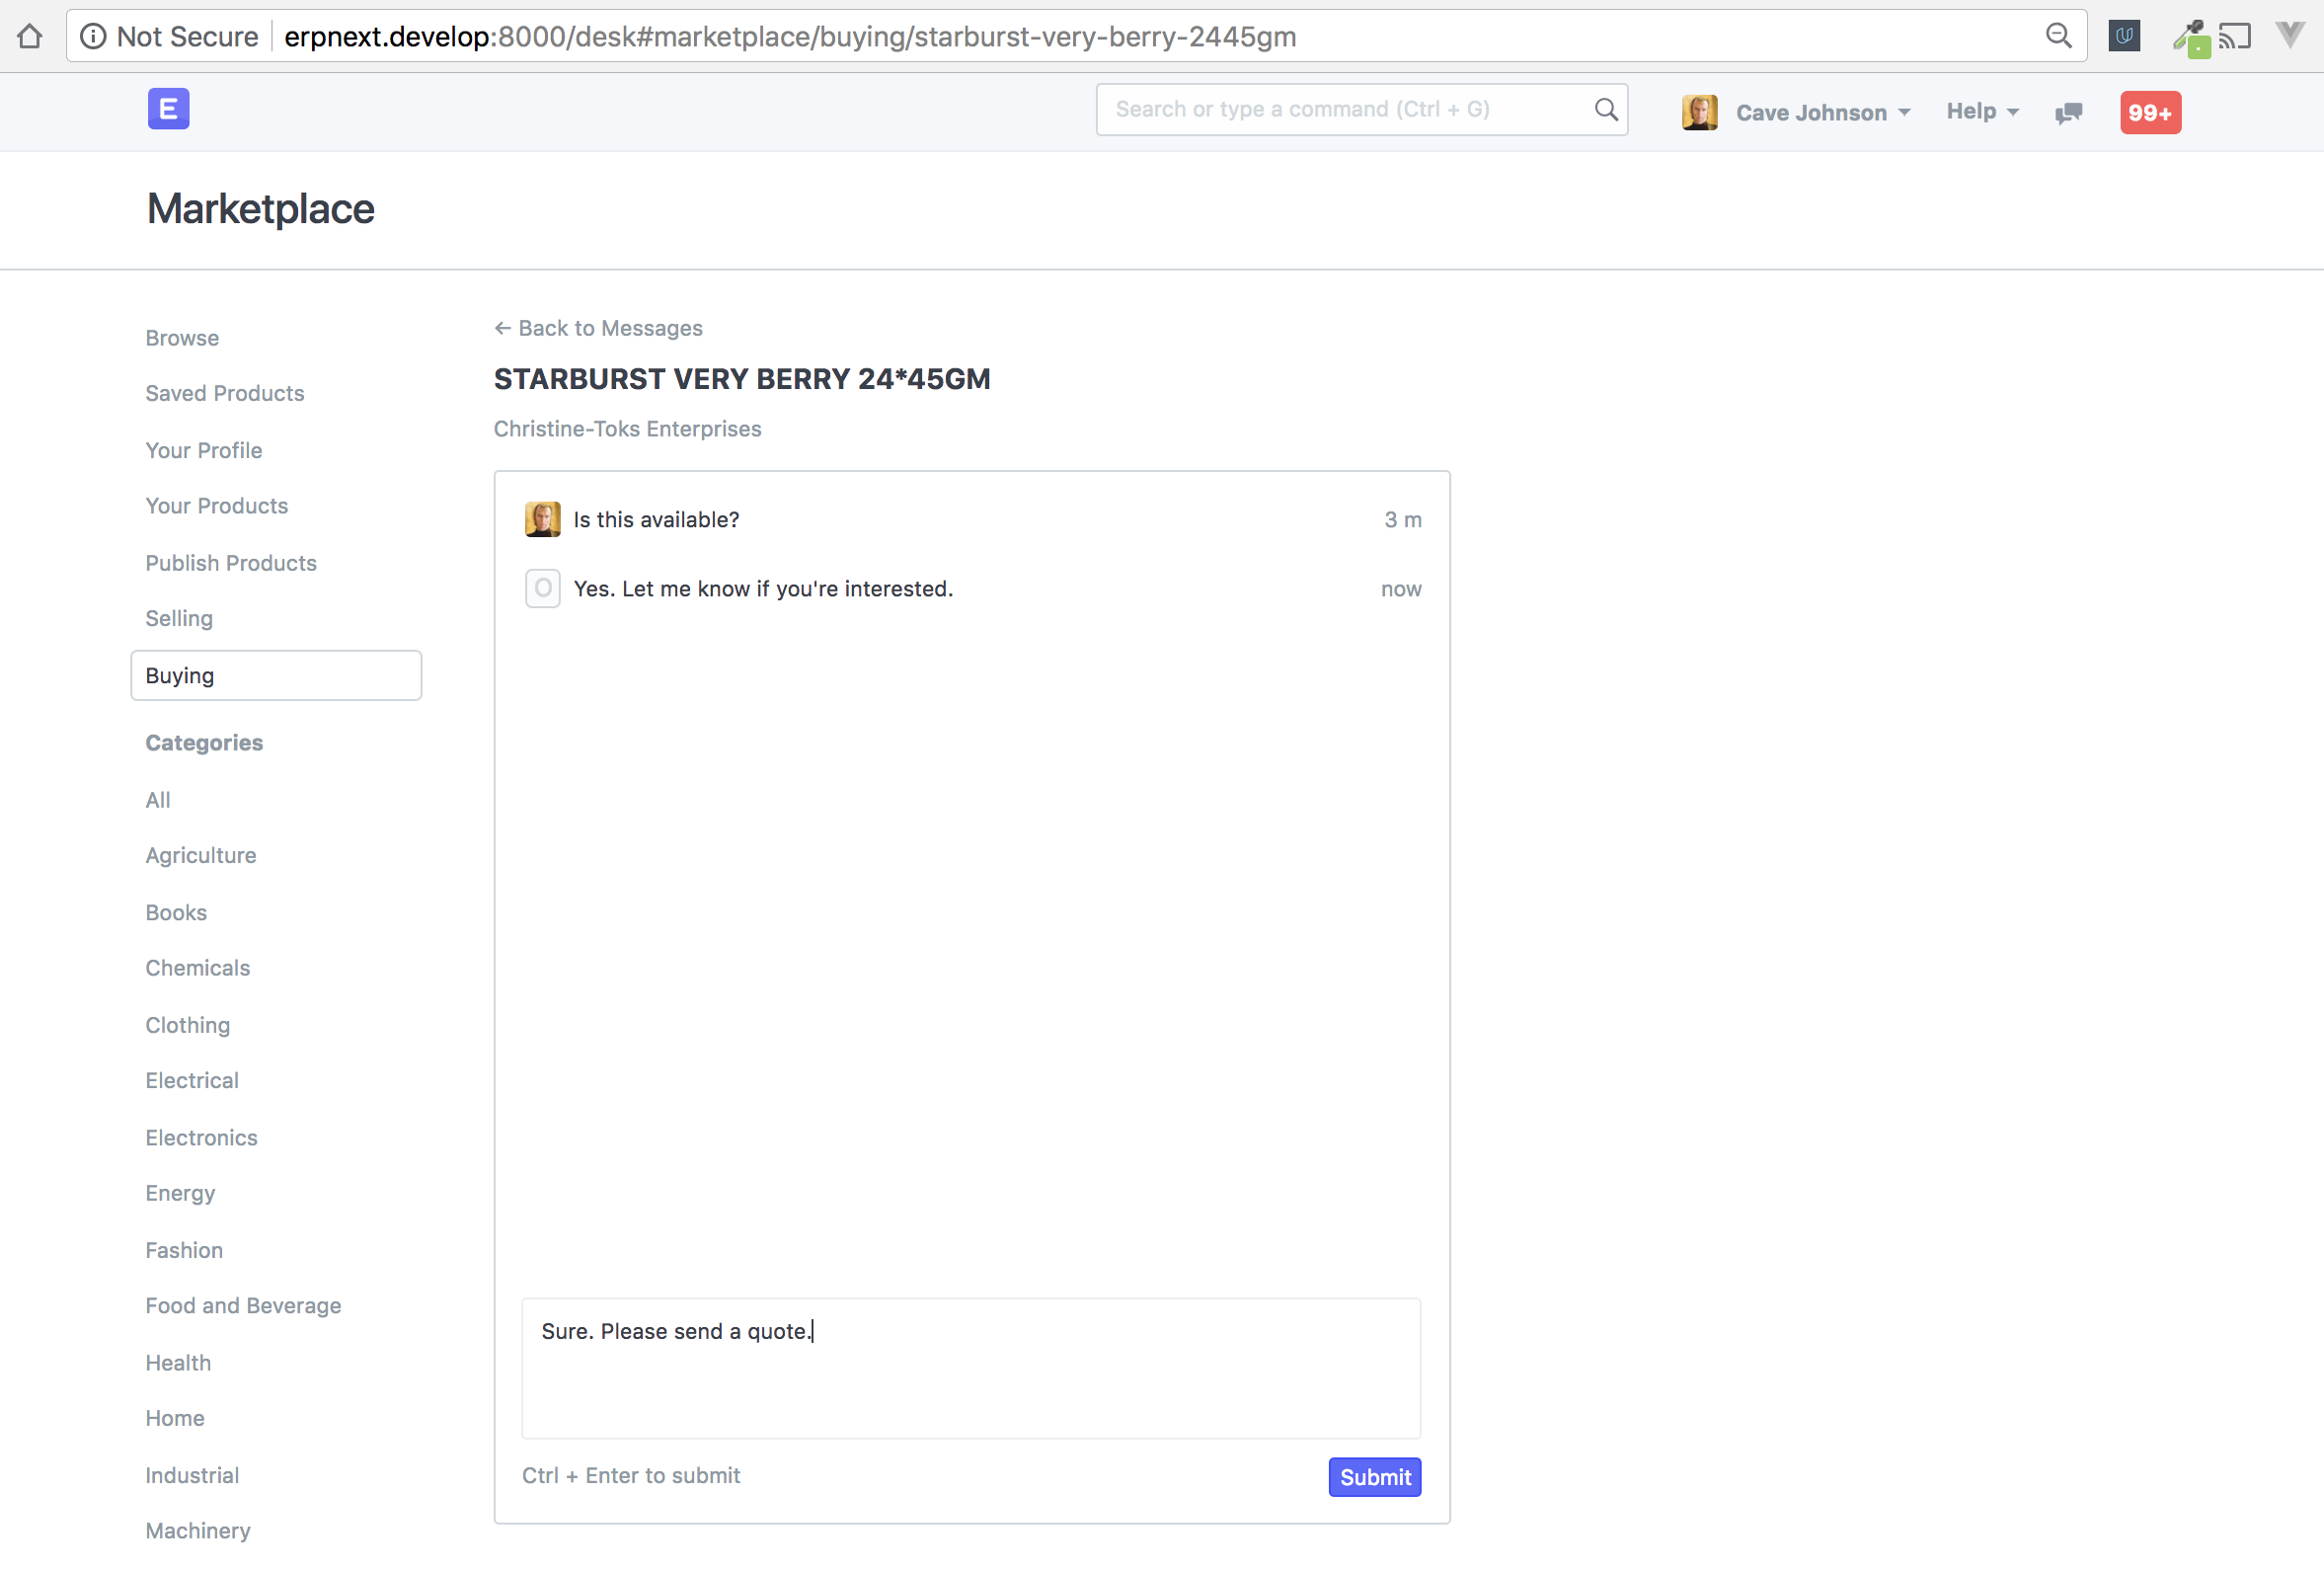 Not Secure erpnext.develop:8000/desk#marketplace/buying/starburst-very-berry-2445gm
E Search or type a command (Ctrl + G) Cave Johnson Help 99+
Marketplace
Browse
Saved Products
Your Profile
Your Products
Publish Products
Selling
Buying
Categories
All
Agriculture
Books
Chemicals
Clothing
Electrical
Electronics
Energy
Fashion
Food and Beverage
Health
Home
Industrial
Machinery
← Back to Messages
STARBURST VERY BERRY 24*45GM
Christine-Toks Enterprises
Is this available? 3 m
O Yes. Let me know if you're interested. now
Sure. Please send a quote.
Ctrl + Enter to submit Submit